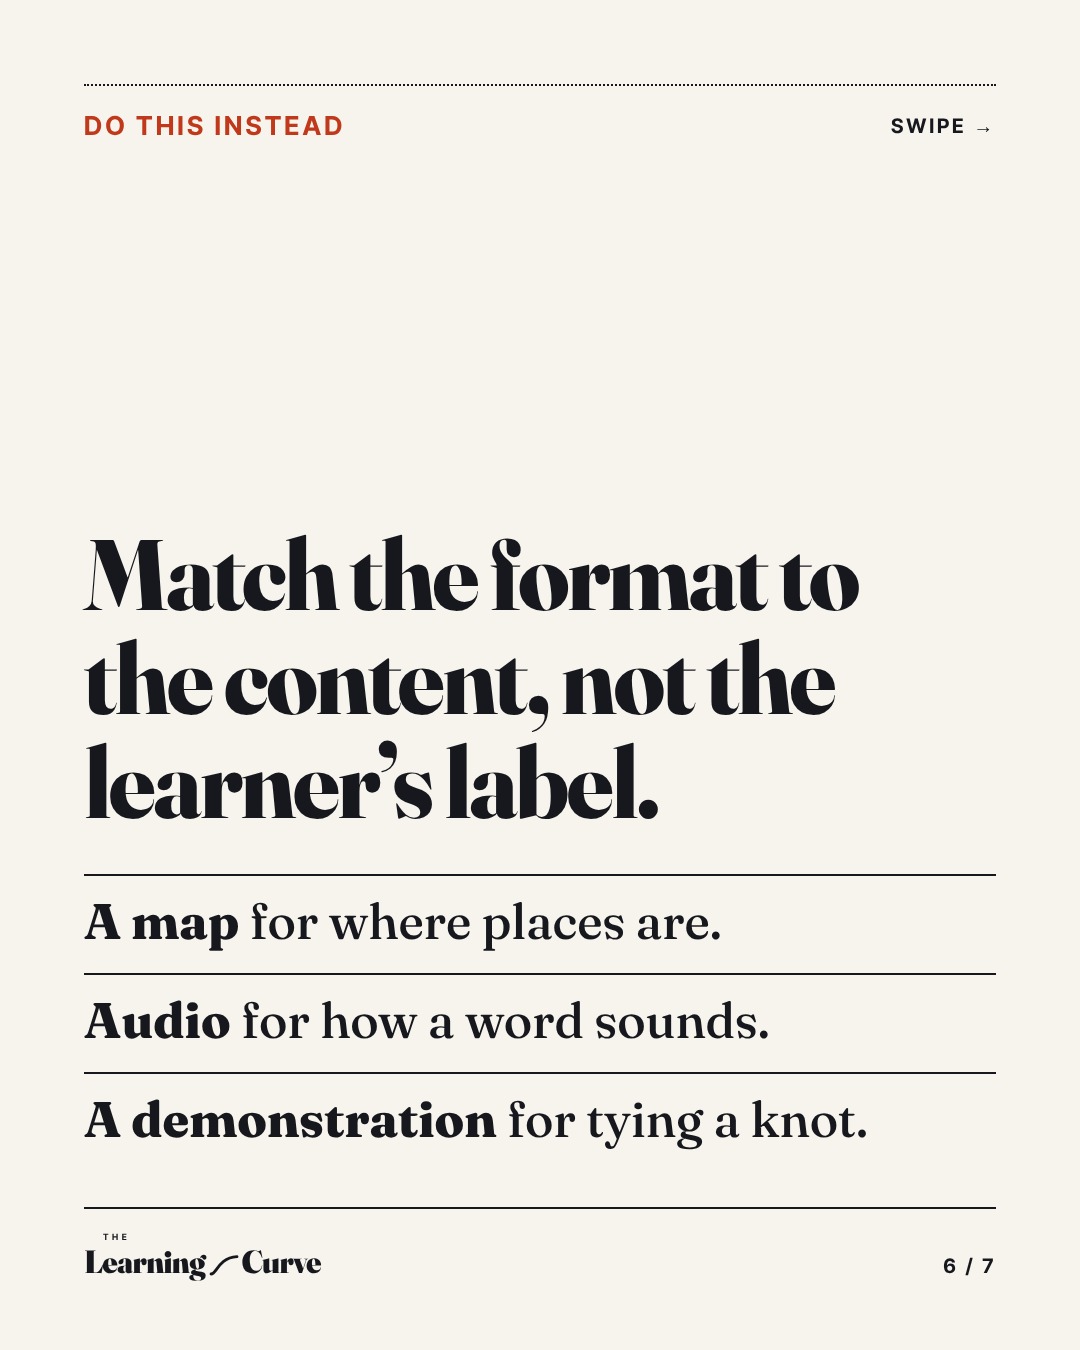 DO THIS INSTEAD
SWIPE →
Match the format to
the content, not the
learner’s label.
A map for where places are.
Audio for how a word sounds.
A demonstration for tying a knot.
THE
Learning Curve
6 / 7